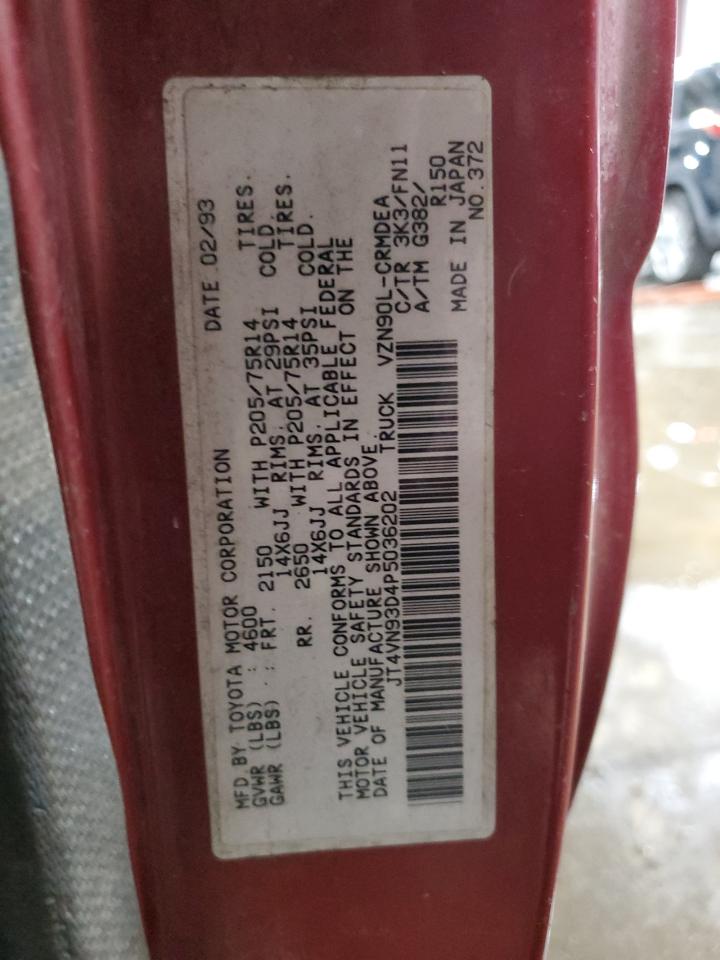 MFD.BY:TOYOTA MOTOR CORPORATION DATE 02/93
GVWR (LBS) : 4600
GAWR (LBS) : FRT. 2150 WITH P205/75R14 TIRES.
14X6JJ RIMS. AT 29PSI COLD.
RR. 2650 WITH P205/75R14 TIRES.
14X6JJ RIMS. AT 35PSI COLD.
THIS VEHICLE CONFORMS TO ALL APPLICABLE FEDERAL
MOTOR VEHICLE SAFETY STANDARDS IN EFFECT ON THE
DATE OF MANUFACTURE SHOWN ABOVE.
JT4VN93D4P5036202 TRUCK VZN90L-CRMDEA
C/TR 3K3/FN11
A/TM G382/
R150
MADE IN JAPAN
NO.372